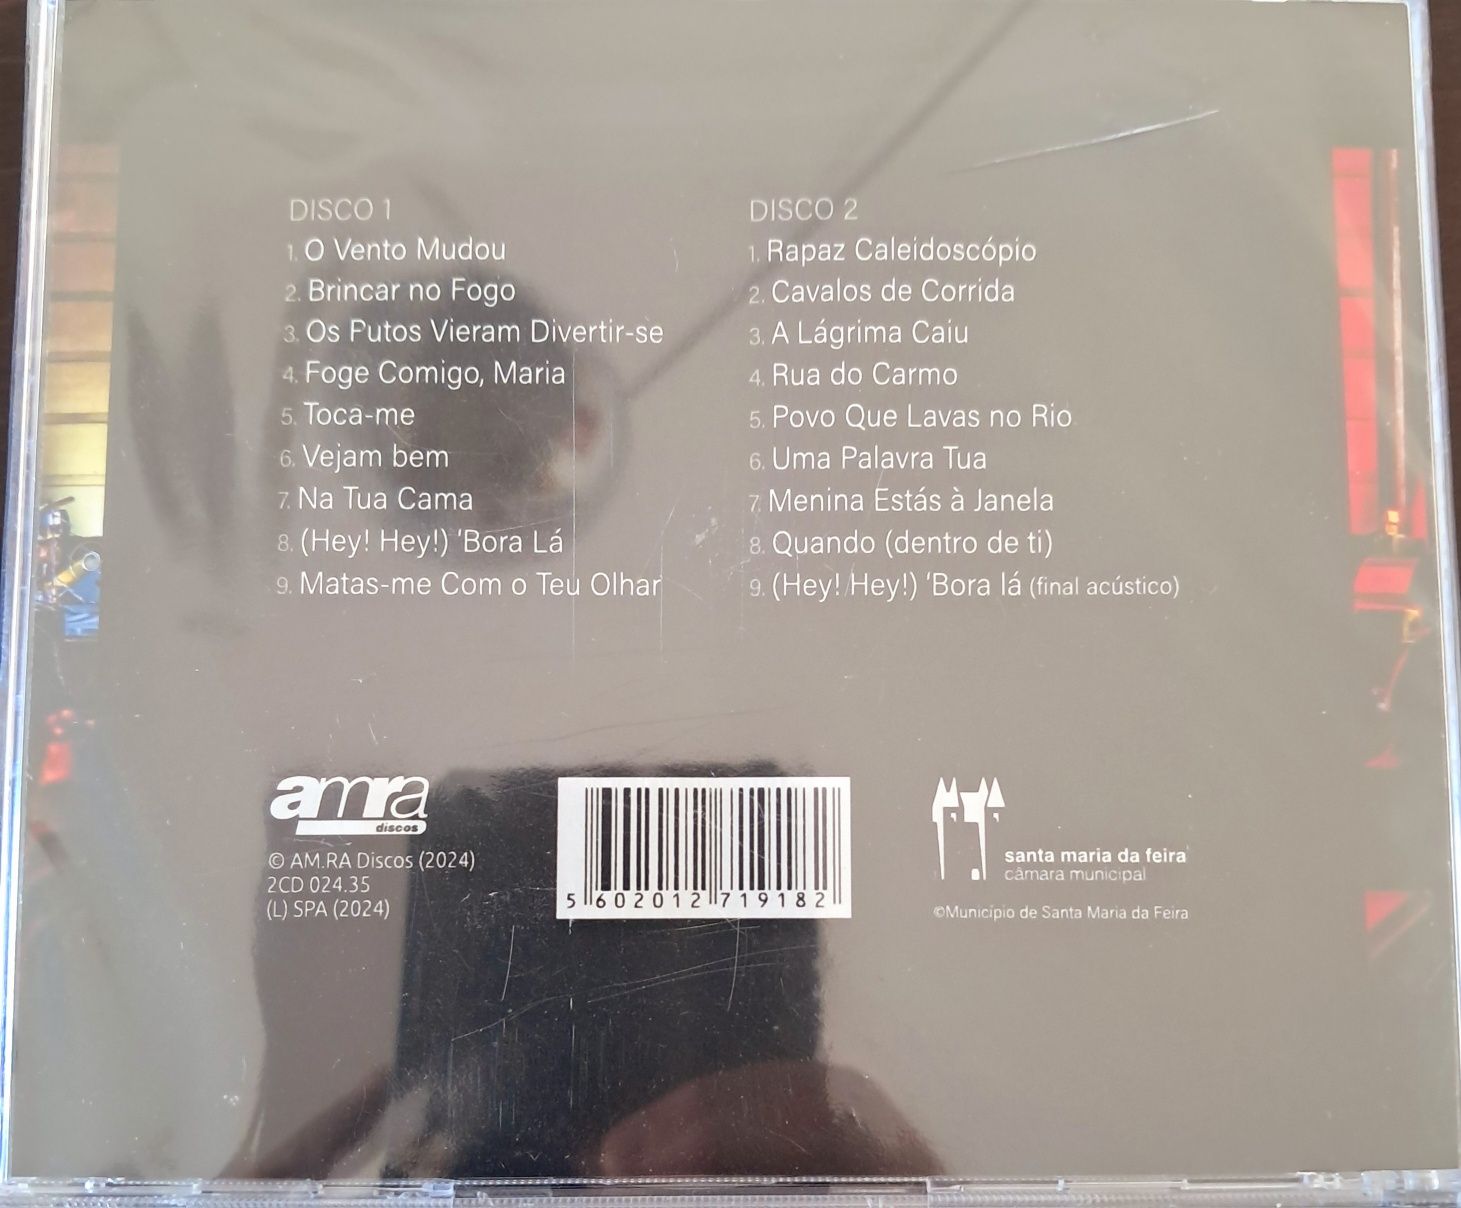 DISCO 1
1. O Vento Mudou
2. Brincar no Fogo
3. Os Putos Vieram Divertir-se
4. Foge Comigo, Maria
5. Toca-me
6. Vejam bem
7. Na Tua Cama
8. (Hey! Hey!) ‘Bora Lá
9. Matas-me Com o Teu Olhar
DISCO 2
1. Rapaz Caleidoscópio
2. Cavalos de Corrida
3. A Lágrima Caiu
4. Rua do Carmo
5. Povo Que Lavas no Rio
6. Uma Palavra Tua
7. Menina Estás à Janela
8. Quando (dentro de ti)
9. (Hey! Hey!) ‘Bora lá (final acústico)
amra
discos
© AM.RA Discos (2024)
2CD 024.35
(L) SPA (2024)
5 602012 719182
santa maria da feira
câmara municipal
©Município de Santa Maria da Feira